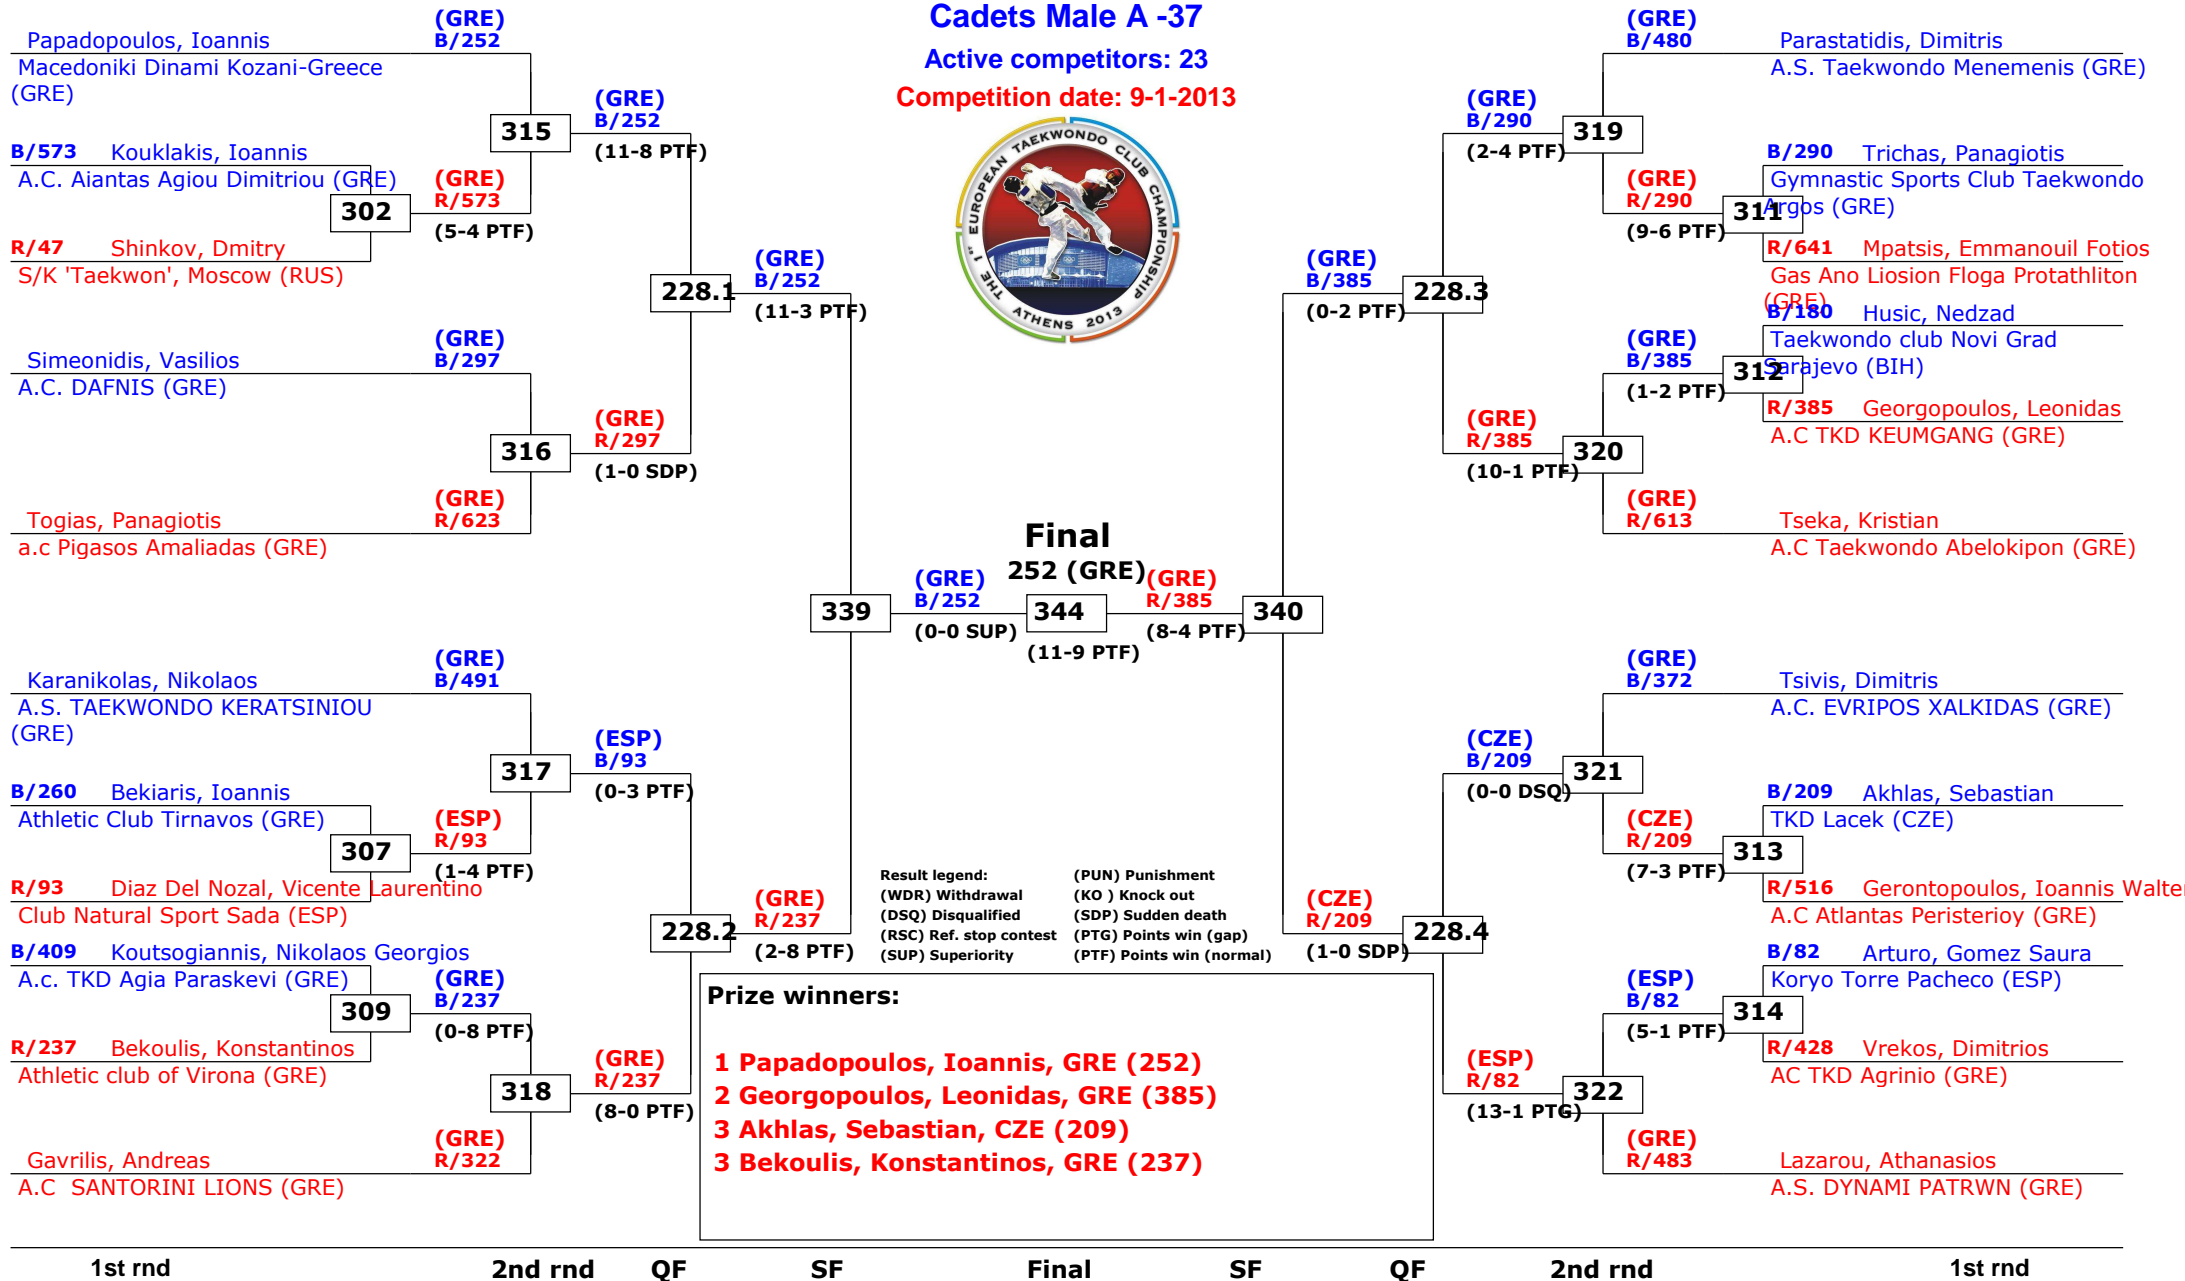 Cadets Male A -37
Active competitors: 23
Competition date: 9-1-2013
THE 1st EUROPEAN TAEKWONDO CLUB CHAMPIONSHIP
ATHENS 2013
Papadopoulos, Ioannis
Macedoniki Dinami Kozani-Greece
(GRE)
(GRE)
B/252
B/573 Kouklakis, Ioannis
A.C. Aiantas Agiou Dimitriou (GRE)
302
R/47 Shinkov, Dmitry
S/K 'Taekwon', Moscow (RUS)
(GRE)
R/573
(5-4 PTF)
315
(GRE)
B/252
(11-8 PTF)
Simeonidis, Vasilios
A.C. DAFNIS (GRE)
(GRE)
B/297
316
(GRE)
R/297
(1-0 SDP)
Togias, Panagiotis
a.c Pigasos Amaliadas (GRE)
(GRE)
R/623
228.1
(GRE)
B/252
(11-3 PTF)
Karanikolas, Nikolaos
A.S. TAEKWONDO KERATSINIOU
(GRE)
(GRE)
B/491
B/260 Bekiaris, Ioannis
Athletic Club Tirnavos (GRE)
307
R/93 Diaz Del Nozal, Vicente Laurentino
Club Natural Sport Sada (ESP)
(ESP)
R/93
(1-4 PTF)
317
(ESP)
B/93
(0-3 PTF)
B/409 Koutsogiannis, Nikolaos Georgios
A.c. TKD Agia Paraskevi (GRE)
309
R/237 Bekoulis, Konstantinos
Athletic club of Virona (GRE)
(GRE)
B/237
(0-8 PTF)
318
(GRE)
R/237
(8-0 PTF)
Gavrilis, Andreas
A.C SANTORINI LIONS (GRE)
(GRE)
R/322
228.2
(GRE)
R/237
(2-8 PTF)
339
(GRE)
B/252
(0-0 SUP)
Final
252 (GRE)
344
(11-9 PTF)
(GRE)
R/385
(8-4 PTF)
340
(GRE)
B/385
(0-2 PTF)
228.3
(GRE)
B/290
(2-4 PTF)
319
(GRE)
B/480
Parastatidis, Dimitris
A.S. Taekwondo Menemenis (GRE)
(GRE)
R/290
(9-6 PTF)
311
B/290 Trichas, Panagiotis
Gymnastic Sports Club Taekwondo
Argos (GRE)
R/641 Mpatsis, Emmanouil Fotios
Gas Ano Liosion Floga Protathliton
(GRE)
B/180 Husic, Nedzad
Taekwondo club Novi Grad
Sarajevo (BIH)
312
R/385 Georgopoulos, Leonidas
A.C TKD KEUMGANG (GRE)
(GRE)
B/385
(1-2 PTF)
320
(GRE)
R/385
(10-1 PTF)
(GRE)
R/613
Tseka, Kristian
A.C Taekwondo Abelokipon (GRE)
(GRE)
B/372
Tsivis, Dimitris
A.C. EVRIPOS XALKIDAS (GRE)
321
(CZE)
B/209
(0-0 DSQ)
(CZE)
R/209
(7-3 PTF)
313
B/209 Akhlas, Sebastian
TKD Lacek (CZE)
R/516 Gerontopoulos, Ioannis Walter
A.C Atlantas Peristerioy (GRE)
228.4
(CZE)
R/209
(1-0 SDP)
B/82 Arturo, Gomez Saura
Koryo Torre Pacheco (ESP)
314
R/428 Vrekos, Dimitrios
AC TKD Agrinio (GRE)
(ESP)
B/82
(5-1 PTF)
322
(ESP)
R/82
(13-1 PTG)
(GRE)
R/483
Lazarou, Athanasios
A.S. DYNAMI PATRWN (GRE)
Result legend:
(WDR) Withdrawal
(DSQ) Disqualified
(RSC) Ref. stop contest
(SUP) Superiority
(PUN) Punishment
(KO ) Knock out
(SDP) Sudden death
(PTG) Points win (gap)
(PTF) Points win (normal)
Prize winners:
1 Papadopoulos, Ioannis, GRE (252)
2 Georgopoulos, Leonidas, GRE (385)
3 Akhlas, Sebastian, CZE (209)
3 Bekoulis, Konstantinos, GRE (237)
1st rnd 2nd rnd QF SF Final SF QF 2nd rnd 1st rnd